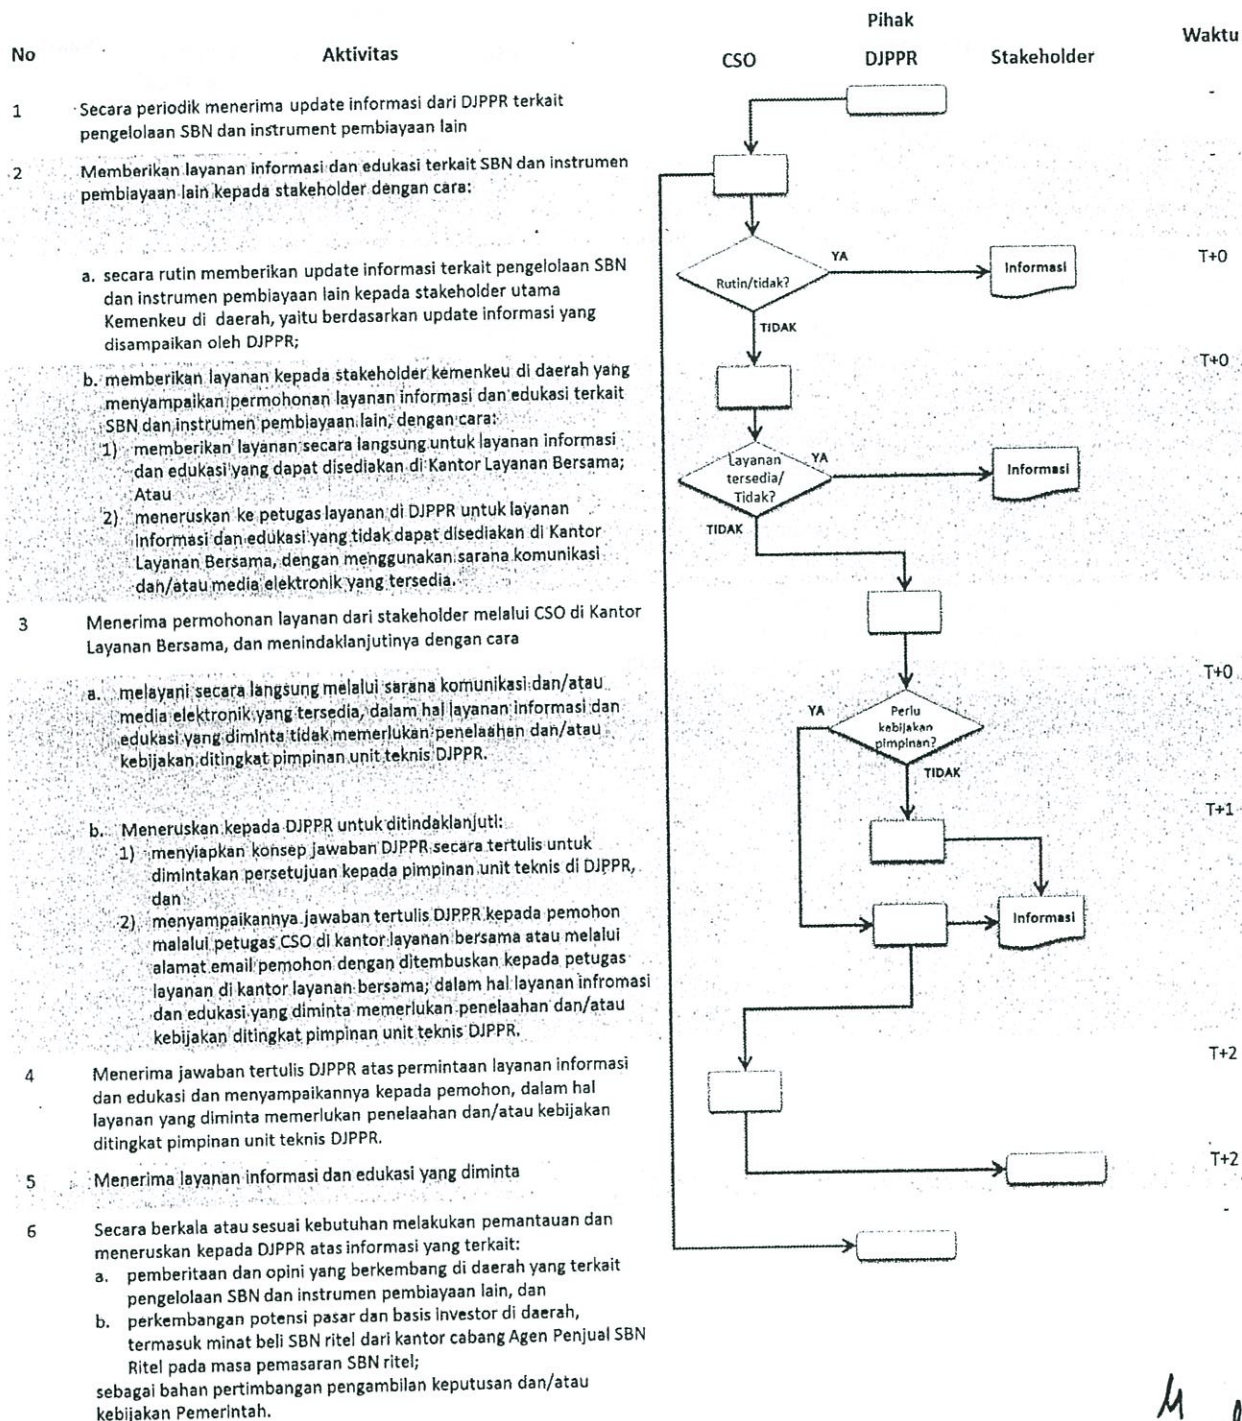 Pihak
No Aktivitas CSO DJPPR Stakeholder Waktu
1 Secara periodik menerima update informasi dari DJPPR terkait
pengelolaan SBN dan instrument pembiayaan lain
-
2 Memberikan layanan informasi dan edukasi terkait SBN dan instrumen
pembiayaan lain kepada stakeholder dengan cara:
-
a. secara rutin memberikan update informasi terkait pengelolaan SBN
dan instrumen pembiayaan lain kepada stakeholder utama
Kemenkeu di daerah, yaitu berdasarkan update informasi yang
disampaikan oleh DJPPR;
Rutin/tidak?
YA
Informasi
T+0
TIDAK
b. memberikan layanan kepada stakeholder kemenkeu di daerah yang
menyampaikan permohonan layanan informasi dan edukasi terkait
SBN dan instrumen pembiayaan lain, dengan cara:
1) memberikan layanan secara langsung untuk layanan informasi
dan edukasi yang dapat disediakan di Kantor Layanan Bersama;
Atau
2) meneruskan ke petugas layanan di DJPPR untuk layanan
informasi dan edukasi yang tidak dapat disediakan di Kantor
Layanan Bersama, dengan menggunakan sarana komunikasi
dan/atau media elektronik yang tersedia.
T+0
Layanan
tersedia/
Tidak?
YA
Informasi
TIDAK
3 Menerima permohonan layanan dari stakeholder melalui CSO di Kantor
Layanan Bersama, dan menindaklanjutinya dengan cara
a. melayani secara langsung melalui sarana komunikasi dan/atau
media elektronik yang tersedia, dalam hal layanan informasi dan
edukasi yang diminta tidak memerlukan penelaahan dan/atau
kebijakan ditingkat pimpinan unit teknis DJPPR.
T+0
YA
Perlu
kebijakan
pimpinan?
TIDAK
b. Meneruskan kepada DJPPR untuk ditindaklanjuti:
1) menyiapkan konsep jawaban DJPPR secara tertulis untuk
dimintakan persetujuan kepada pimpinan unit teknis di DJPPR,
dan
2) menyampaikannya jawaban tertulis DJPPR kepada pemohon
malalui petugas CSO di kantor layanan bersama atau melalui
alamat email pemohon dengan ditembuskan kepada petugas
layanan di kantor layanan bersama; dalam hal layanan infromasi
dan edukasi yang diminta memerlukan penelaahan dan/atau
kebijakan ditingkat pimpinan unit teknis DJPPR.
T+1
Informasi
4 Menerima jawaban tertulis DJPPR atas permintaan layanan informasi
dan edukasi dan menyampaikannya kepada pemohon, dalam hal
layanan yang diminta memerlukan penelaahan dan/atau kebijakan
ditingkat pimpinan unit teknis DJPPR.
T+2
5 Menerima layanan informasi dan edukasi yang diminta
T+2
6 Secara berkala atau sesuai kebutuhan melakukan pemantauan dan
meneruskan kepada DJPPR atas informasi yang terkait:
a. pemberitaan dan opini yang berkembang di daerah yang terkait
pengelolaan SBN dan instrumen pembiayaan lain, dan
b. perkembangan potensi pasar dan basis investor di daerah,
termasuk minat beli SBN ritel dari kantor cabang Agen Penjual SBN
Ritel pada masa pemasaran SBN ritel;
sebagai bahan pertimbangan pengambilan keputusan dan/atau
kebijakan Pemerintah.
-